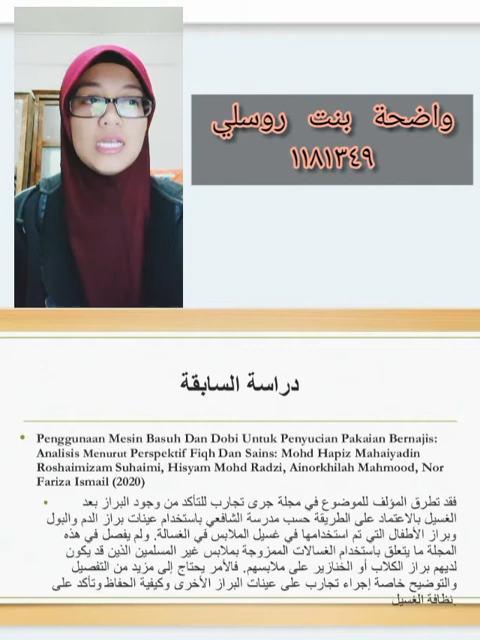 واضحة بنت روسلي
١١٨١٣٤٩
دراسة السابقة
• Penggunaan Mesin Basuh Dan Dobi Untuk Penyucian Pakaian Bernajis:
Analisis Menurut Perspektif Fiqh Dan Sains: Mohd Hapiz Mahaiyadin
Roshaimizam Suhaimi, Hisyam Mohd Radzi, Ainorkhilah Mahmood, Nor
Fariza Ismail (2020)
• فقد تطرق المؤلف للموضوع في مجلة جرى تجارب للتأكد من وجود البراز بعد
الغسيل بالاعتماد على الطريقة حسب مدرسة الشافعي باستخدام عينات براز الدم والبول
وبراز الأطفال التي تم استخدامها في غسيل الملابس في الغسالة. ولم يفصل في هذه
المجلة ما يتعلق باستخدام الغسالات الممزوجة بملابس غير المسلمين الذين قد يكون
لديهم براز الكلاب أو الخنازير على ملابسهم. فالأمر يحتاج إلى مزيد من التفصيل
والتوضيح خاصة إجراء تجارب على عينات البراز الأخرى وكيفية الحفاظ وتأكد على
نظافة الغسيل.